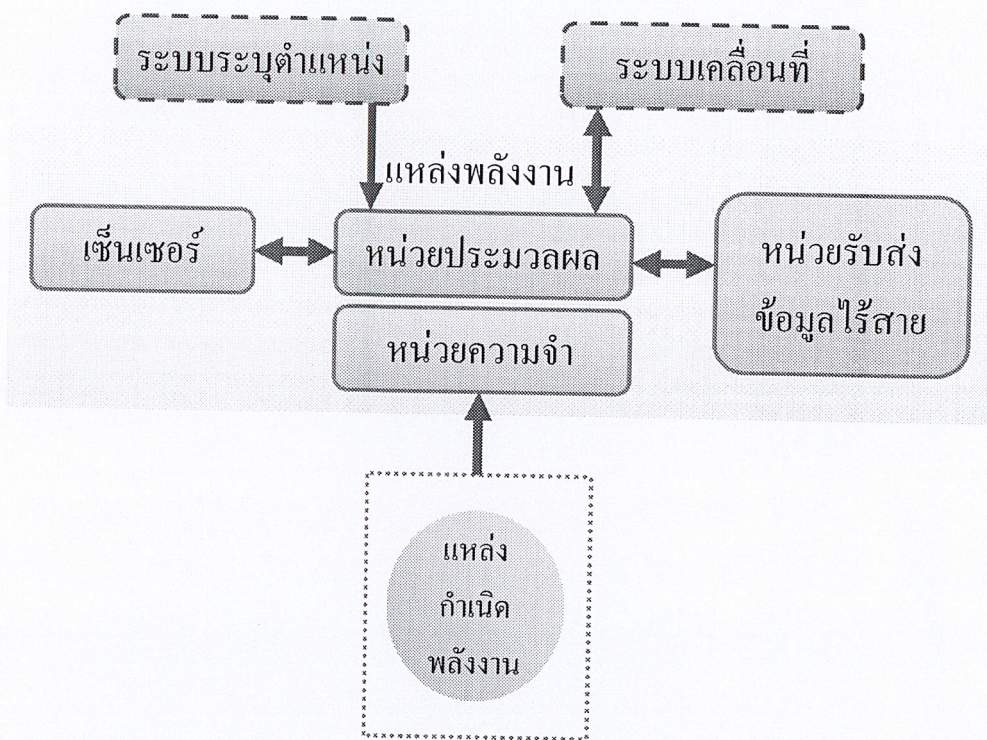 ระบบระบุตำแหน่ง
ระบบเคลื่อนที่
แหล่งพลังงาน
เซ็นเซอร์
หน่วยประมวลผล
หน่วยรับส่ง
ข้อมูลไร้สาย
หน่วยความจำ
แหล่ง
กำเนิด
พลังงาน